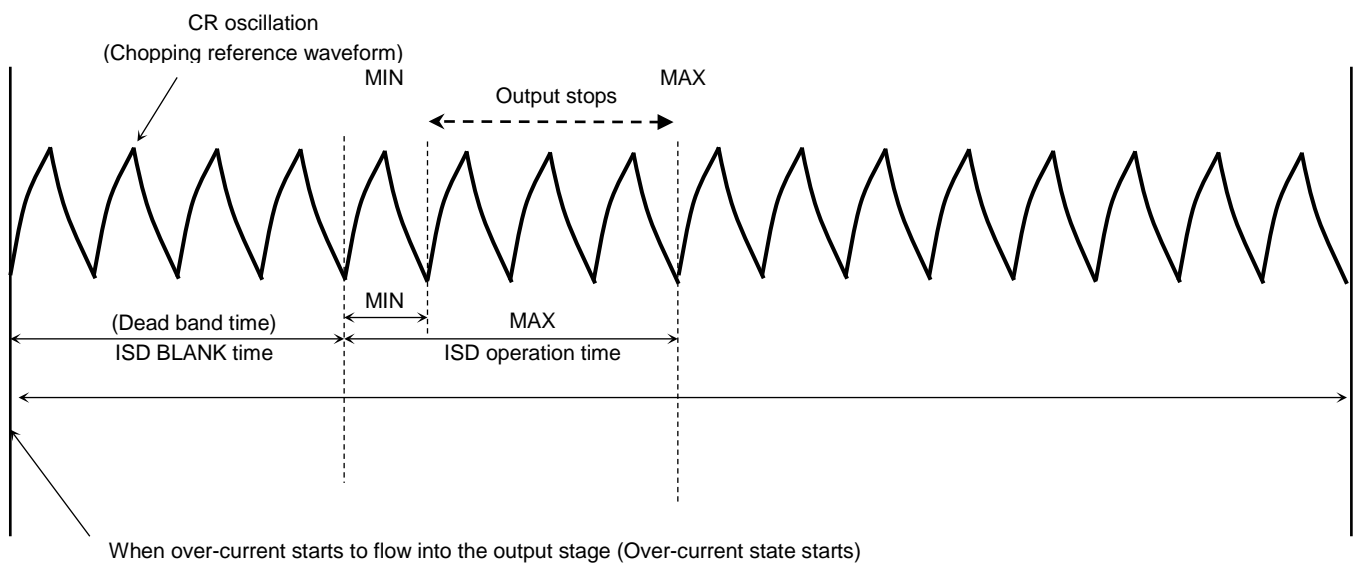 CR oscillation
(Chopping reference waveform)
MIN
MAX
Output stops
MIN
(Dead band time)
MAX
ISD BLANK time
ISD operation time
When over-current starts to flow into the output stage (Over-current state starts)